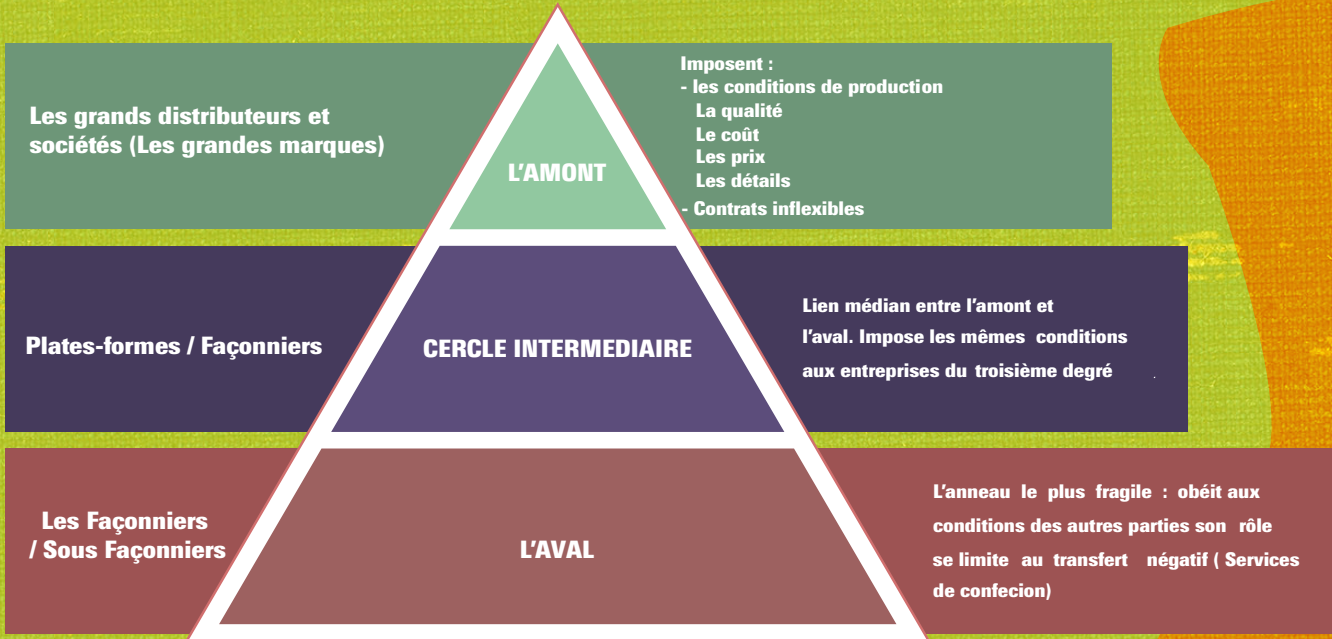 Les grands distributeurs et
sociétés (Les grandes marques)
L'AMONT
Imposent :
- les conditions de production
La qualité
Le coût
Les prix
Les détails
- Contrats inflexibles
Plates-formes / Façonniers
CERCLE INTERMEDIAIRE
Lien médian entre l'amont et
l'aval. Impose les mêmes conditions
aux entreprises du troisième degré .
Les Façonniers
/ Sous Façonniers
L'AVAL
L'anneau le plus fragile : obéit aux
conditions des autres parties son rôle
se limite au transfert négatif ( Services
de confecion)